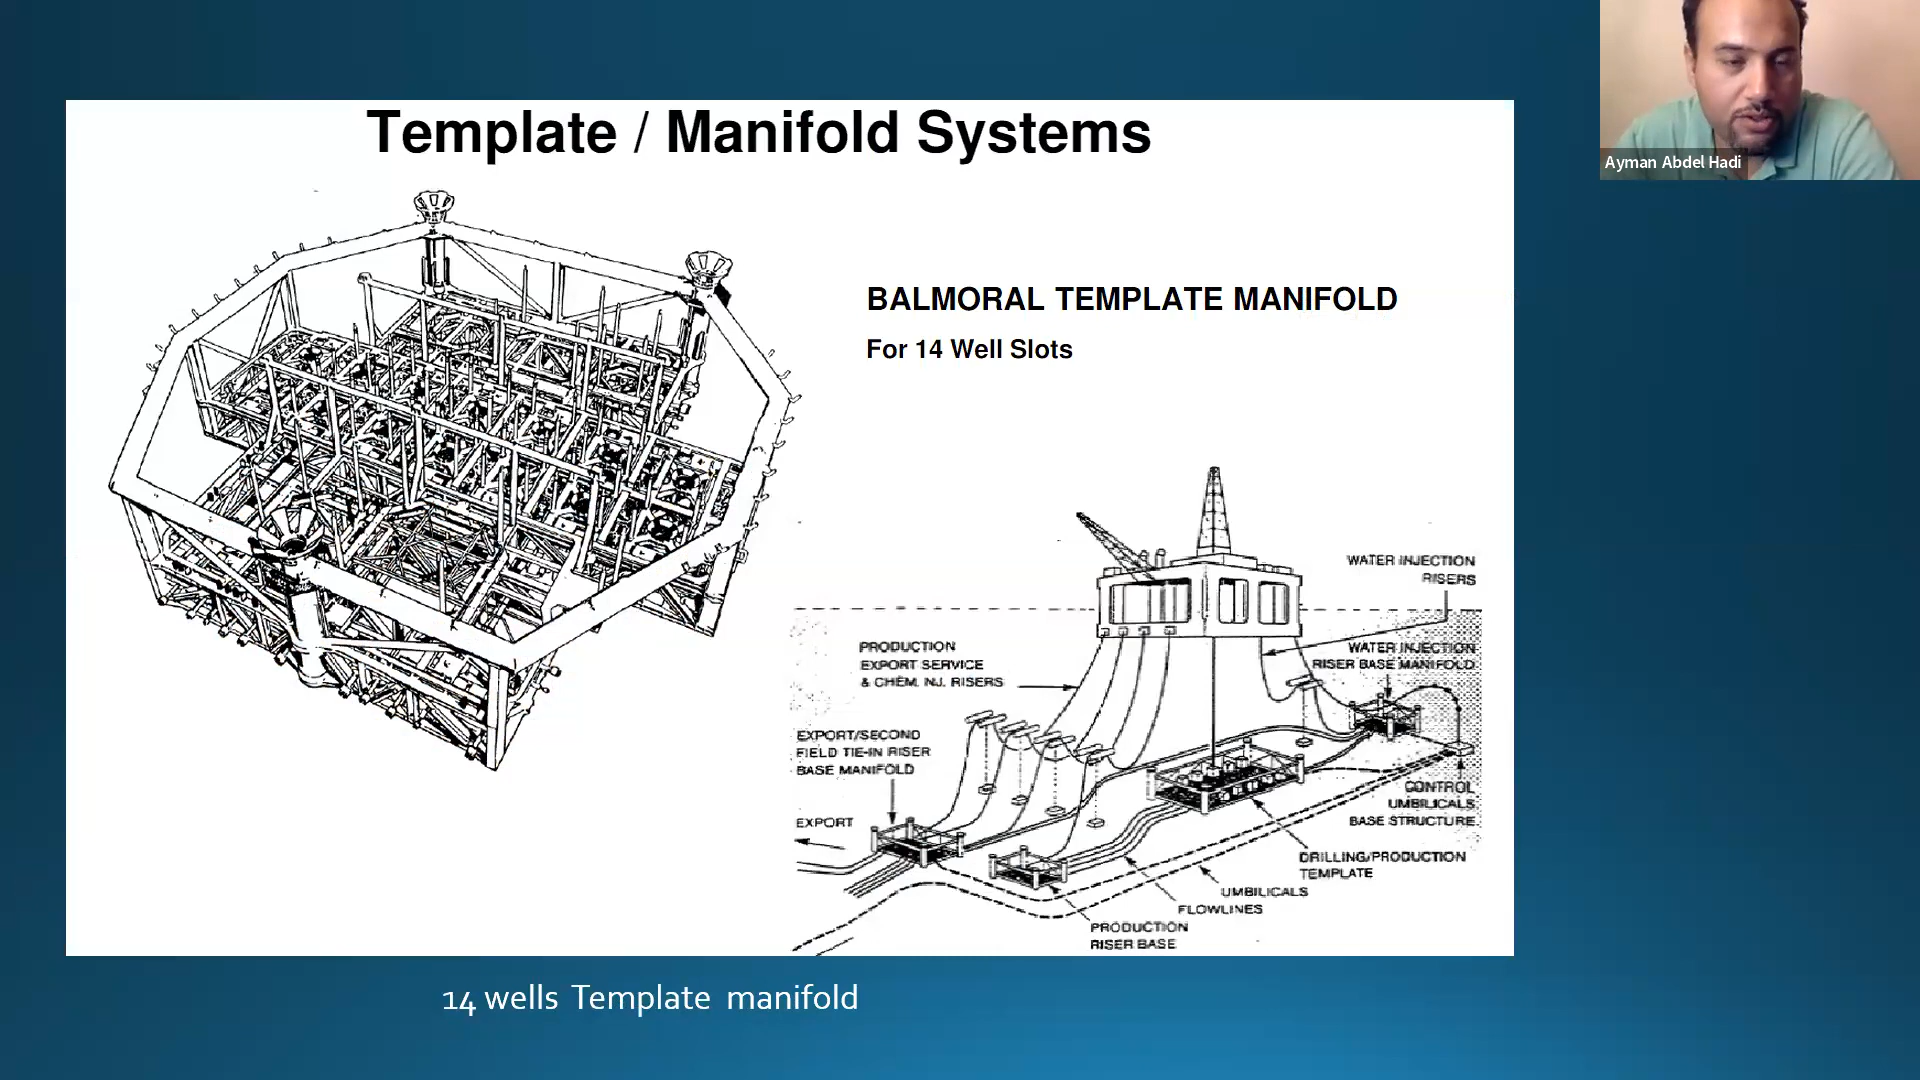 Template / Manifold Systems
Ayman Abdel Hadi
BALMORAL TEMPLATE MANIFOLD
For 14 Well Slots
WATER INJECTION
RISERS
PRODUCTION
EXPORT SERVICE
& CHEM. INJ. RISERS
WATER INJECTION
RISER BASE MANIFOLD
EXPORT/SECOND
FIELD TIE-IN RISER
BASE MANIFOLD
EXPORT
CONTROL
UMBILICALS
BASE STRUCTURE
DRILLING/PRODUCTION
TEMPLATE
UMBILICALS
FLOWLINES
PRODUCTION
RISER BASE
14 wells Template manifold